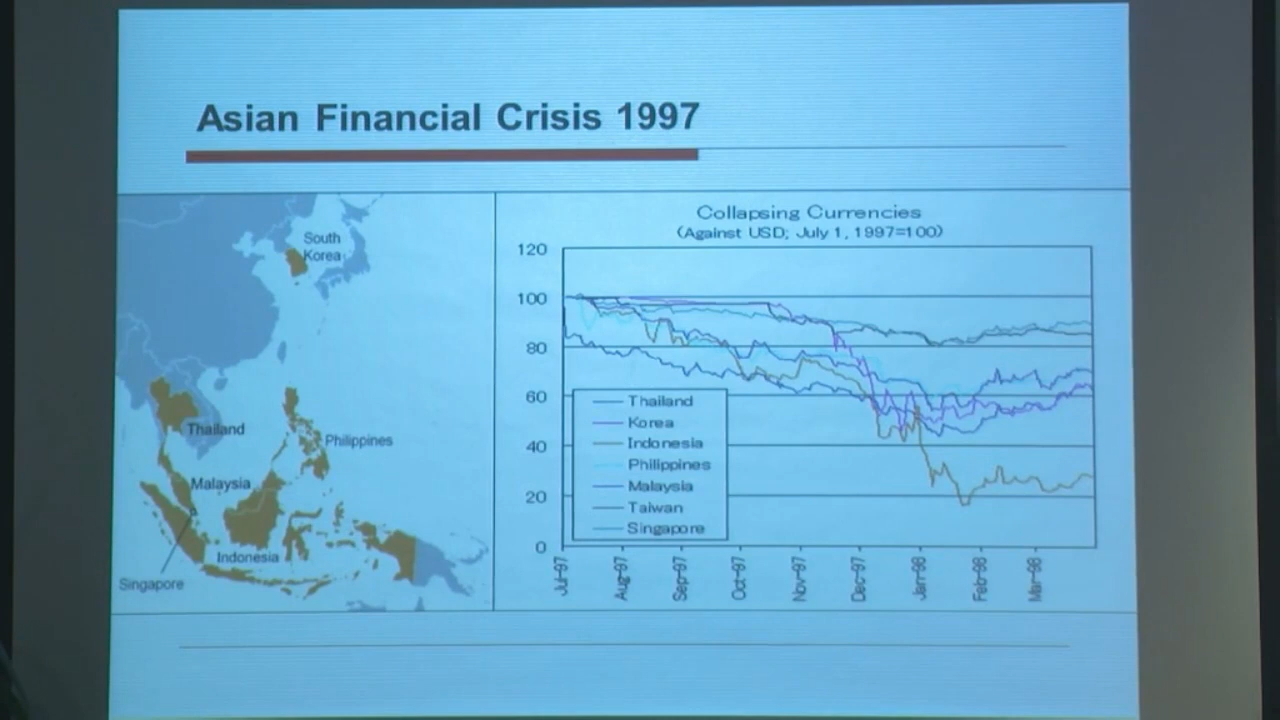 Asian Financial Crisis 1997
South
Korea
Thailand
Philippines
Malaysia
Indonesia
Singapore
Collapsing Currencies
(Against USD; July 1, 1997=100)
120
100
80
60
40
20
0
Thailand
Korea
Indonesia
Philippines
Malaysia
Taiwan
Singapore
Jul-97
Aug-97
Sep-97
Oct-97
Nov-97
Dec-97
Jan-98
Feb-98
Mar-98